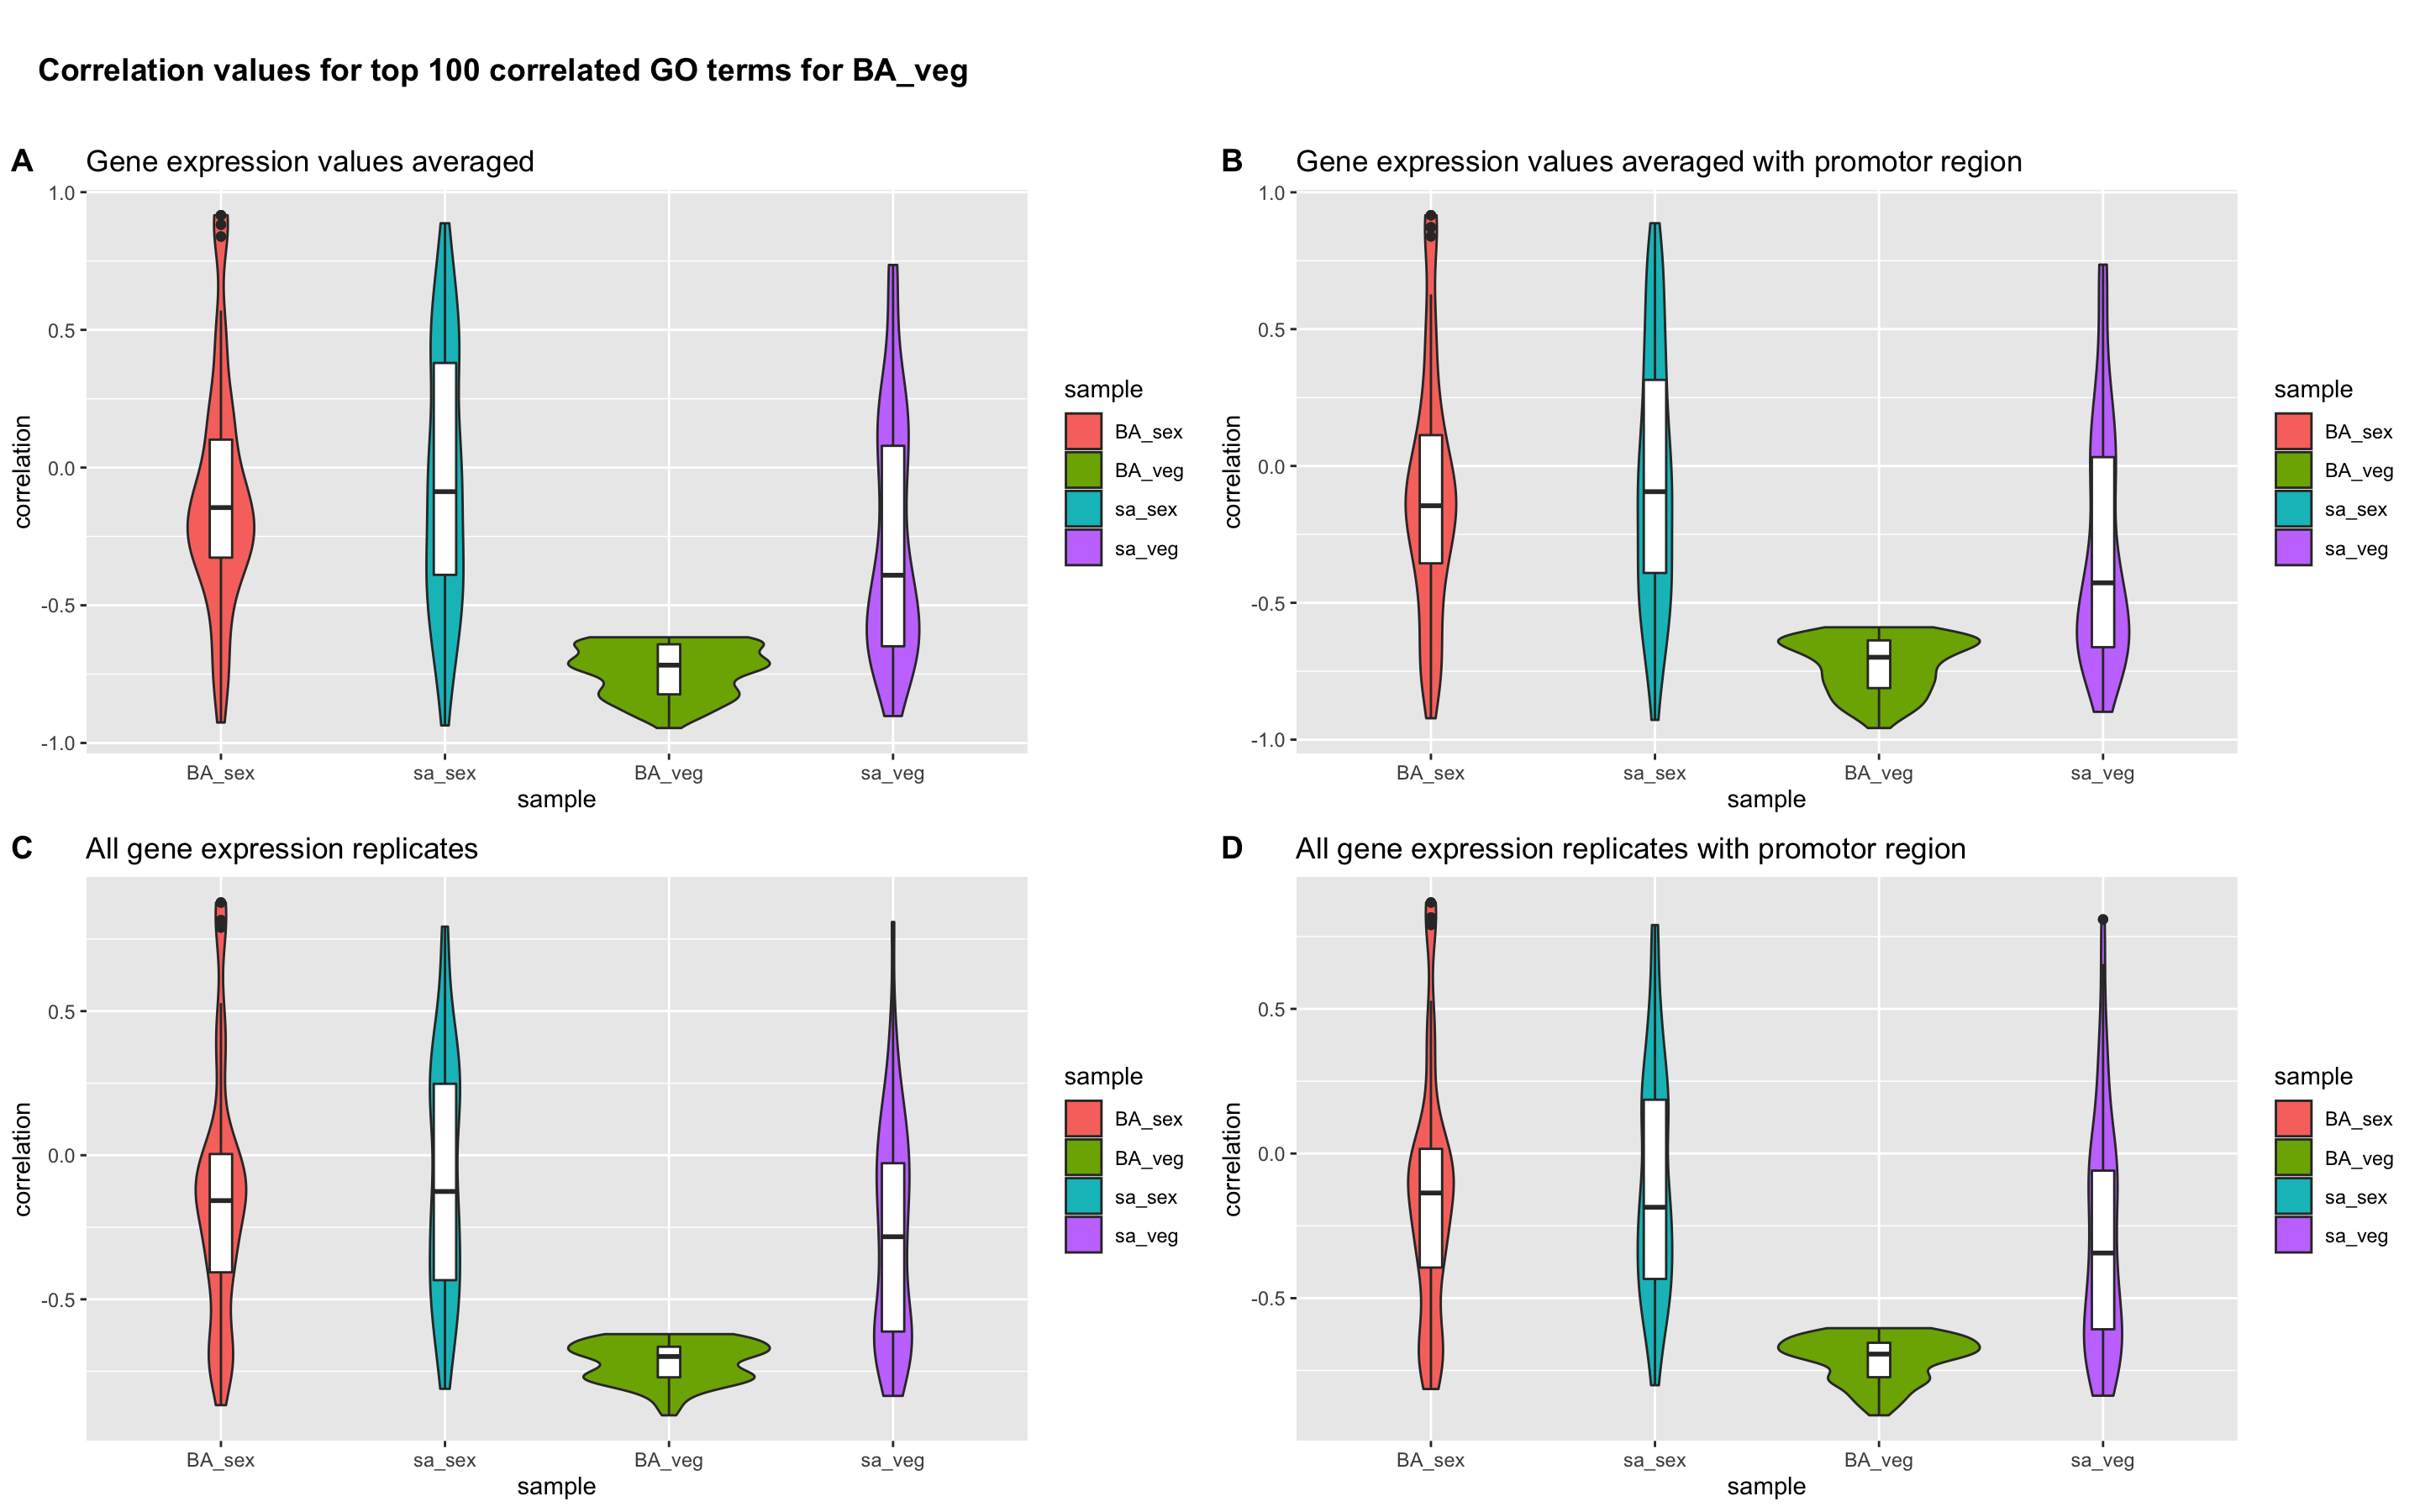 Correlation values for top 100 correlated GO terms for BA_veg
A Gene expression values averaged
1.0
0.5
0.0
-0.5
-1.0
correlation
BA_sex sa_sex BA_veg sa_veg
sample
sample
BA_sex
BA_veg
sa_sex
sa_veg
B Gene expression values averaged with promotor region
1.0
0.5
0.0
-0.5
-1.0
correlation
BA_sex sa_sex BA_veg sa_veg
sample
sample
BA_sex
BA_veg
sa_sex
sa_veg
C All gene expression replicates
0.5
0.0
-0.5
correlation
BA_sex sa_sex BA_veg sa_veg
sample
sample
BA_sex
BA_veg
sa_sex
sa_veg
D All gene expression replicates with promotor region
0.5
0.0
-0.5
correlation
BA_sex sa_sex BA_veg sa_veg
sample
sample
BA_sex
BA_veg
sa_sex
sa_veg